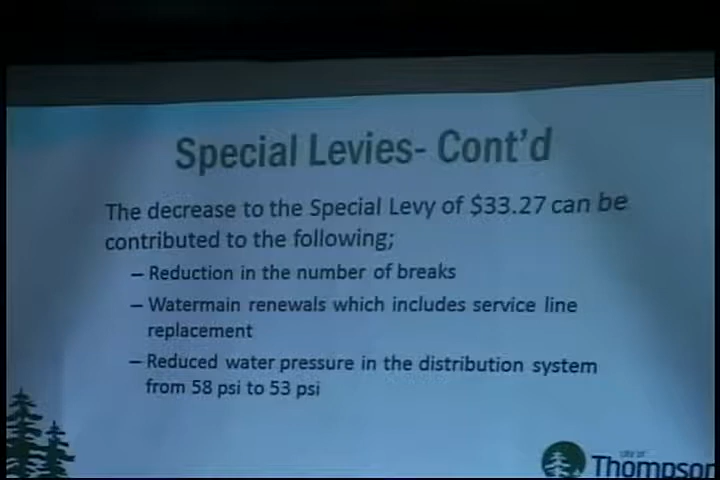 Special Levies- Cont'd
The decrease to the Special Levy of $33.27 can be
contributed to the following;
– Reduction in the number of breaks
– Watermain renewals which includes service line
replacement
– Reduced water pressure in the distribution system
from 58 psi to 53 psi
CITY OF
Thompson